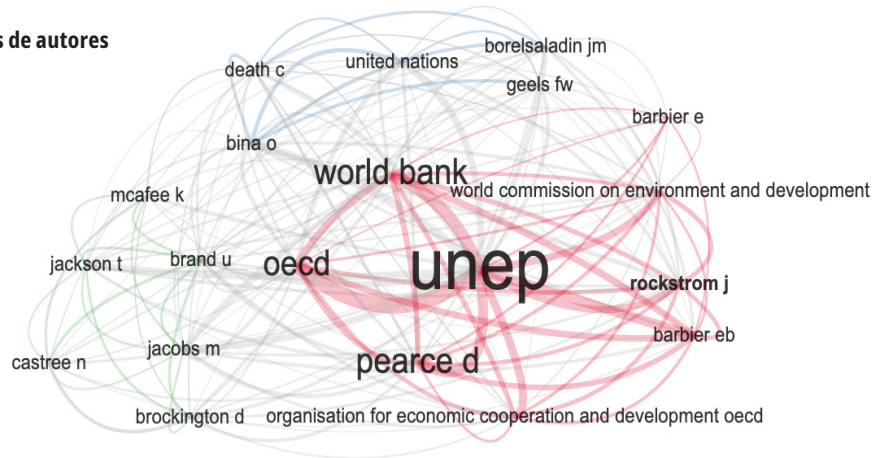 s de autores
borelsaladin jm
united nations
death c
geels fw
barbier e
bina o
world bank
world commission on environment and development
mcafee k
brand u
jackson t
oecd
unep
rockstrom j
barbier eb
jacobs m
castree n
pearce d
brockington d
organisation for economic cooperation and development oecd